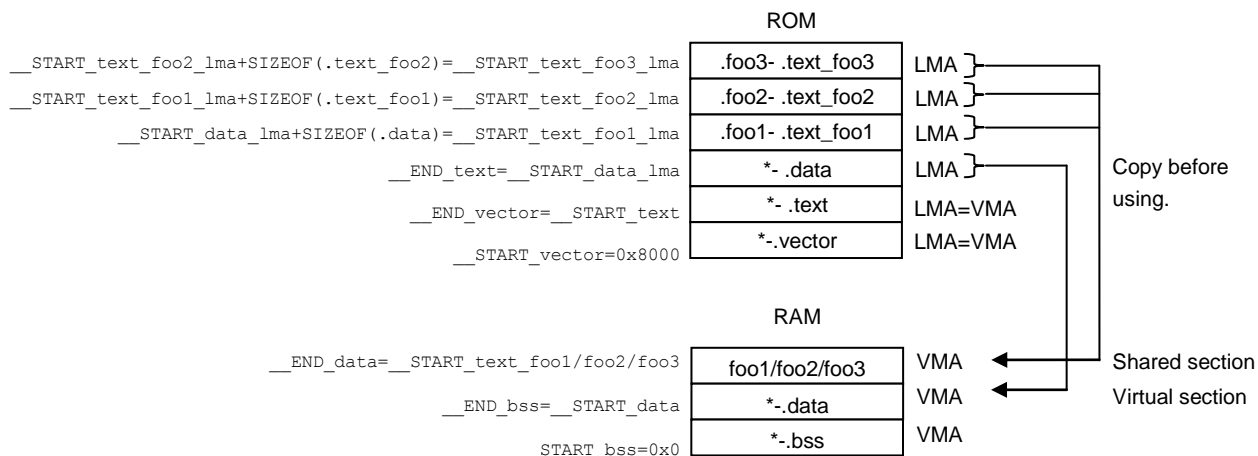 ROM
__START_text_foo2_lma+SIZEOF(.text_foo2)=__START_text_foo3_lma .foo3- .text_foo3 LMA
__START_text_foo1_lma+SIZEOF(.text_foo1)=__START_text_foo2_lma .foo2- .text_foo2 LMA
__START_data_lma+SIZEOF(.data)=__START_text_foo1_lma .foo1- .text_foo1 LMA
__END_text=__START_data_lma *- .data LMA Copy before
__END_vector=__START_text *- .text LMA=VMA using.
__START_vector=0x8000 *-.vector LMA=VMA
RAM
__END_data=__START_text_foo1/foo2/foo3 foo1/foo2/foo3 VMA Shared section
__END_bss=__START_data *-.data VMA Virtual section
START bss=0x0 *-.bss VMA